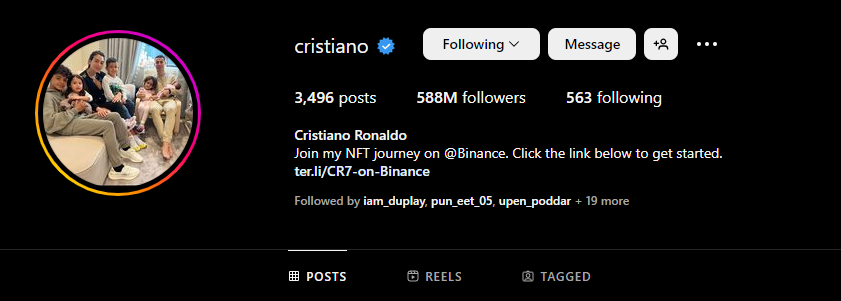 cristiano Following Message
3,496 posts 588M followers 563 following
Cristiano Ronaldo
Join my NFT journey on @Binance. Click the link below to get started.
ter.li/CR7-on-Binance
Followed by iam_duplay, pun_eet_05, upen_poddar + 19 more
POSTS REELS TAGGED